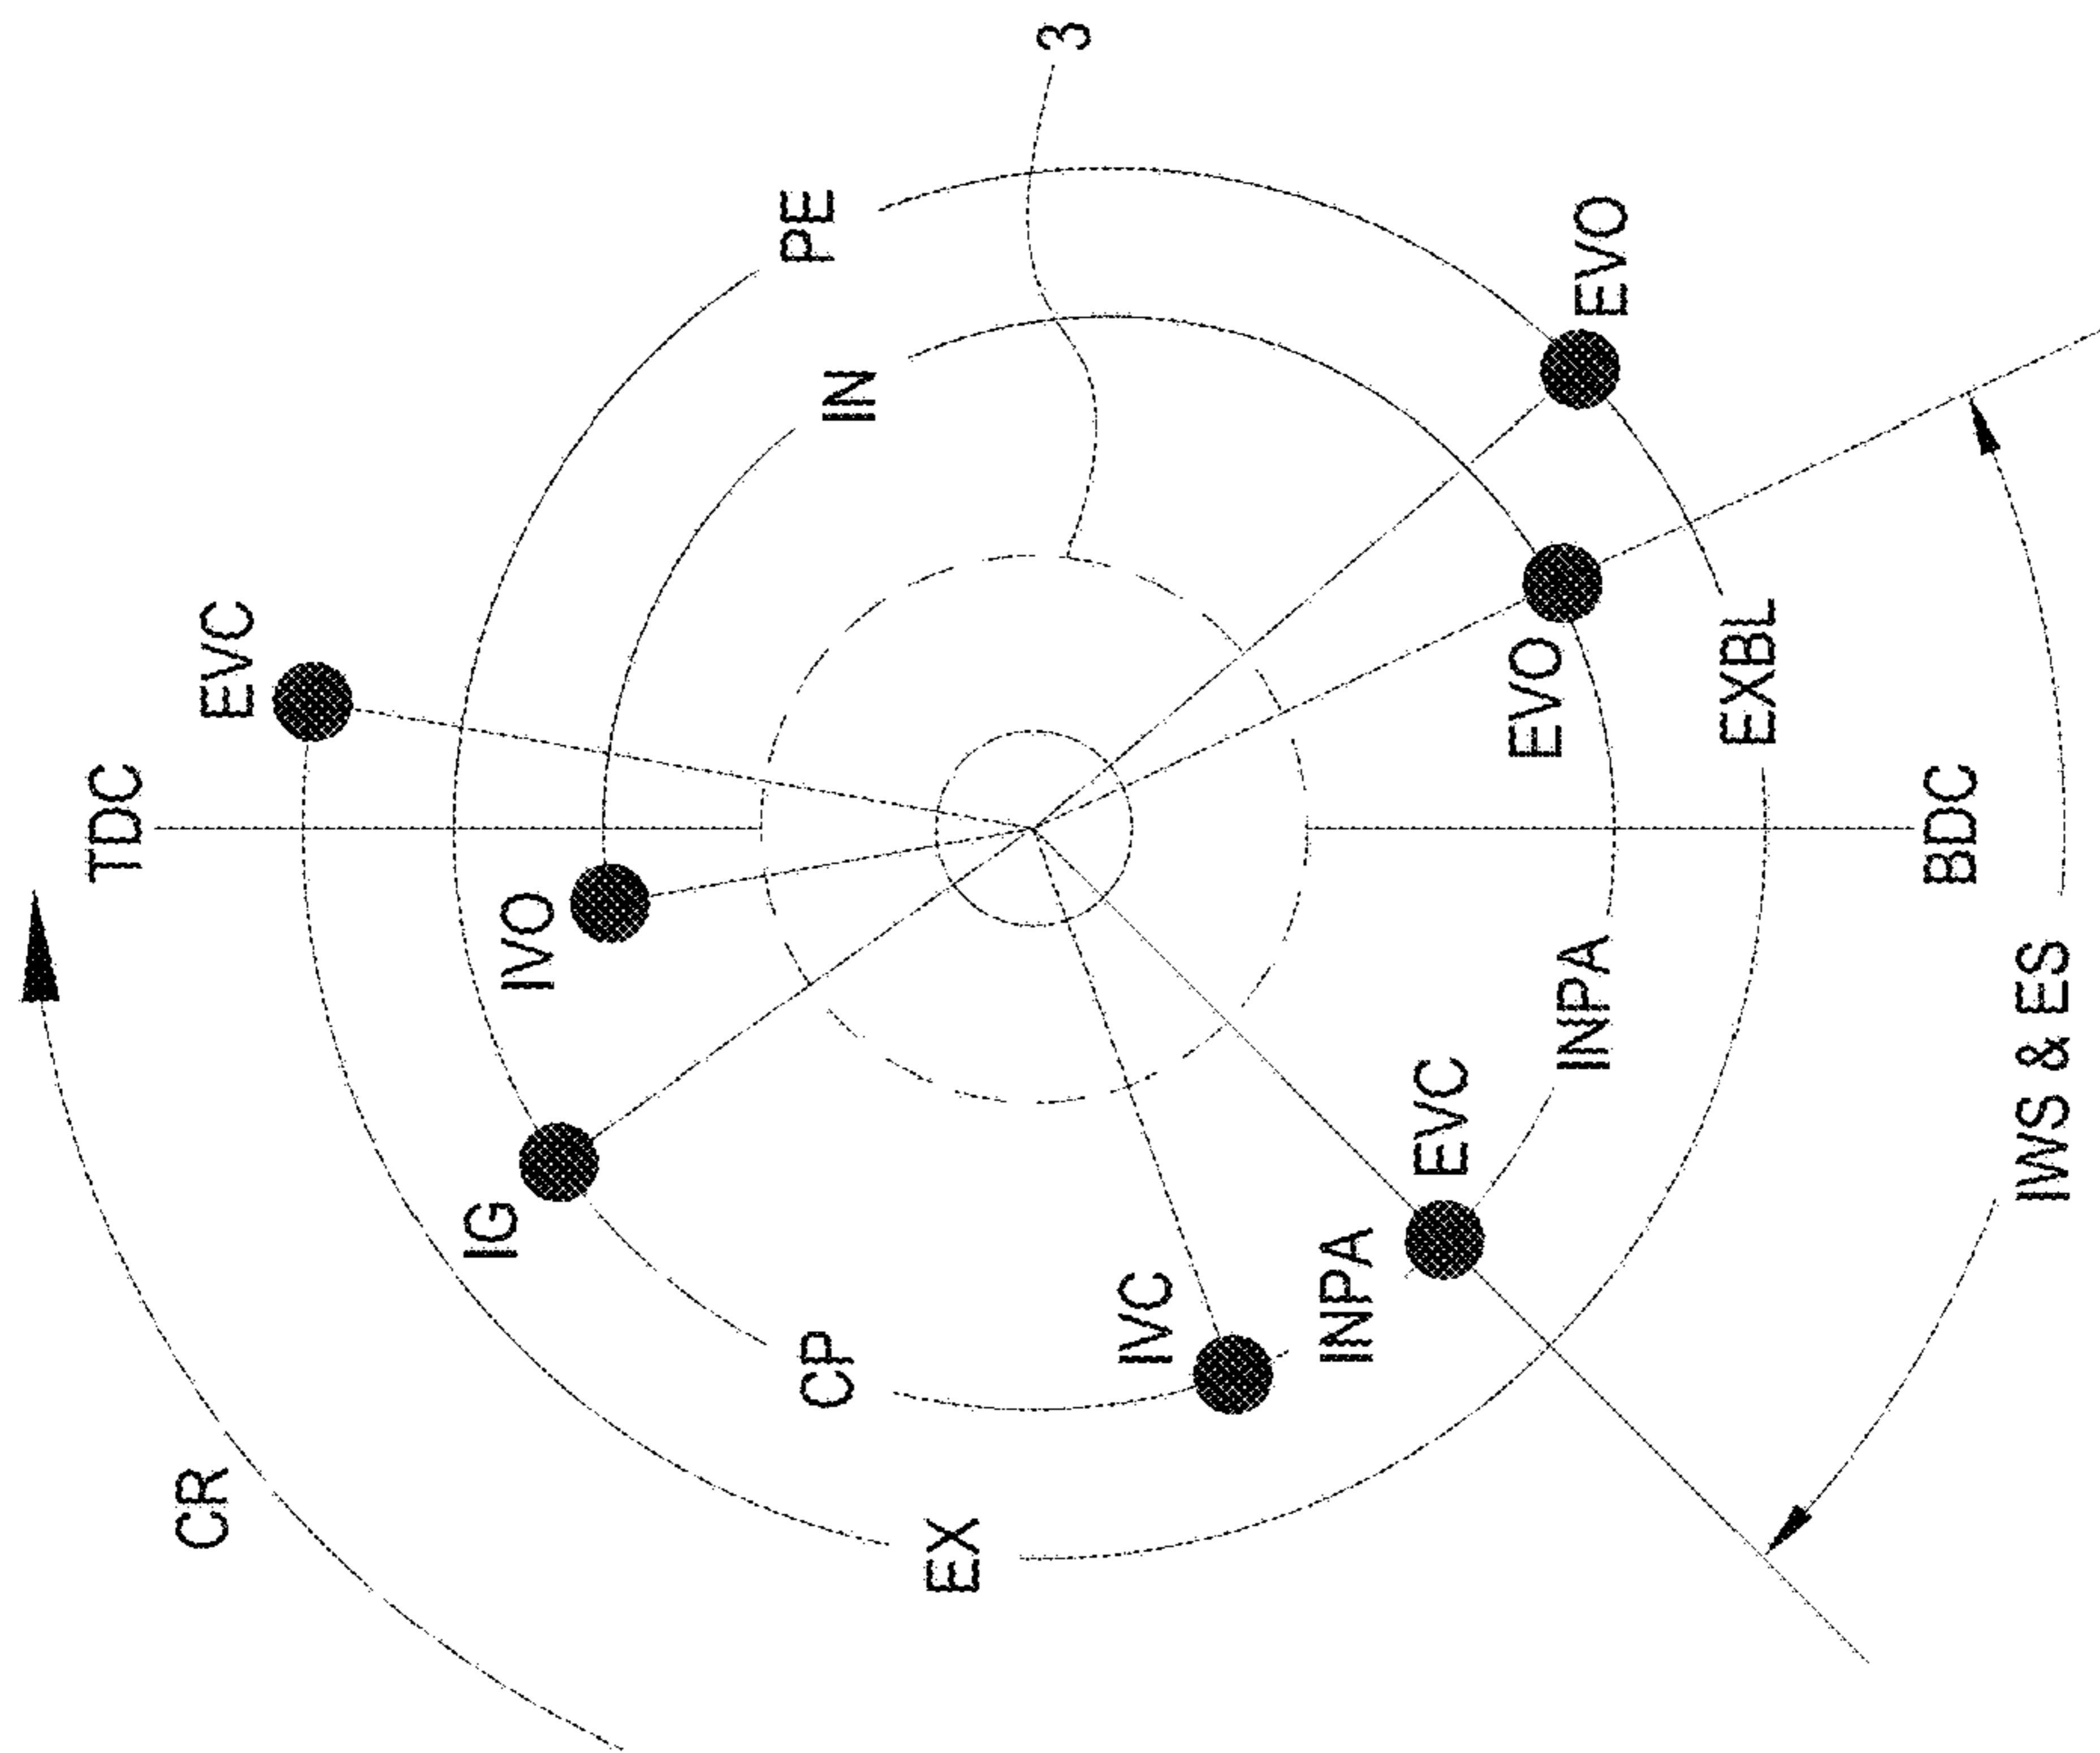 TDC
CR
EVC
IG
IVO
PE
CP
IN
EX
3
IVC
INPA
EVC
EVO
INPA
EVO
EXBL
BDC
IWS & ES